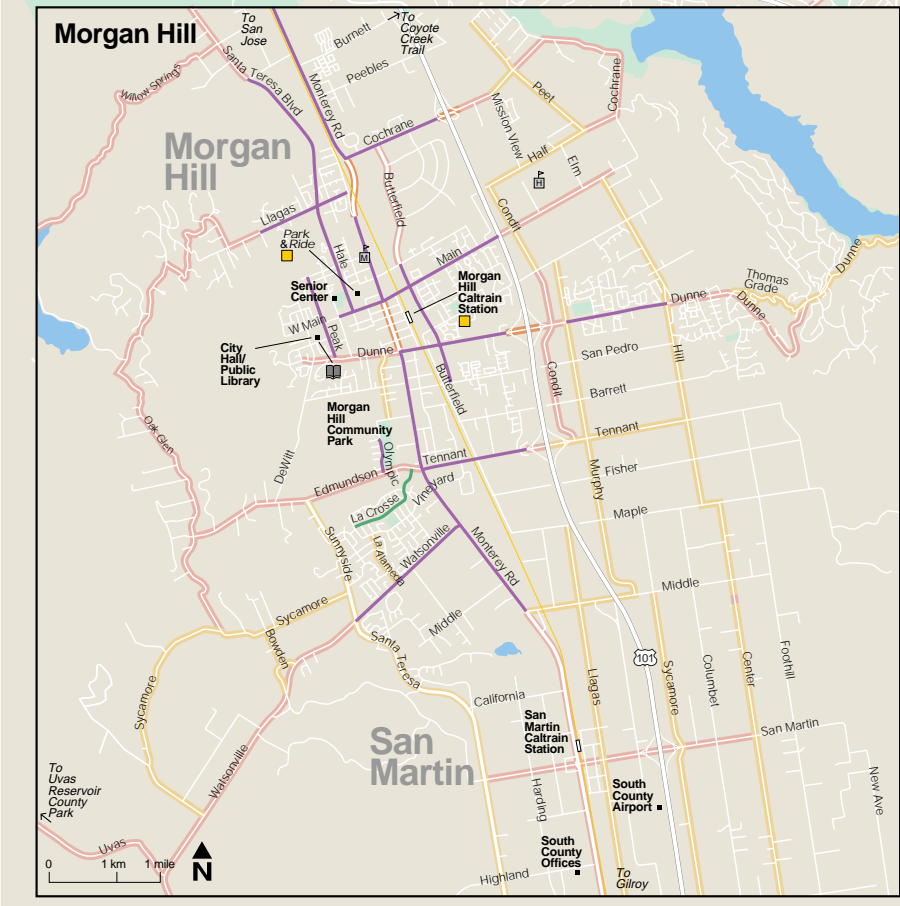 Morgan Hill
To
San
Jose
Burnett
To
Coyote
Creek
Trail
Peebles
Willow Springs
Santa Teresa Blvd
Monterey Rd
Cochrane
Mission View
Peet
Cochrane
Half
Elm
H
Morgan
Hill
Butterfield
Condit
Llagas
Park
& Ride
Hale
M
Main
Senior
Center
Morgan
Hill
Caltrain
Station
W Main
Peak
Dunne
City
Hall/
Public
Library
Dunne
Thomas
Grade
Dunne
Dunne
San Pedro
Hill
Condit
Barrett
Butterfield
Morgan
Hill
Community
Park
Olympic
Tennant
Tennant
Oak Glen
DeWitt
Edmundson
Vineyard
La Crosse
Murphy
Fisher
Maple
Sunnyside
La Alameda
Watsonville
Monterey Rd
Middle
Sycamore
Middle
Bowden
Santa Teresa
101
Sycamore
California
Llagas
Sycamore
Columbet
Center
Foothill
San
Martin
San
Martin
Caltrain
Station
San Martin
Watsonville
Harding
South
County
Airport
New Ave
To
Uvas
Reservoir
County
Park
Uvas
South
County
Offices
Highland
To
Gilroy
0 1 km 1 mile
N